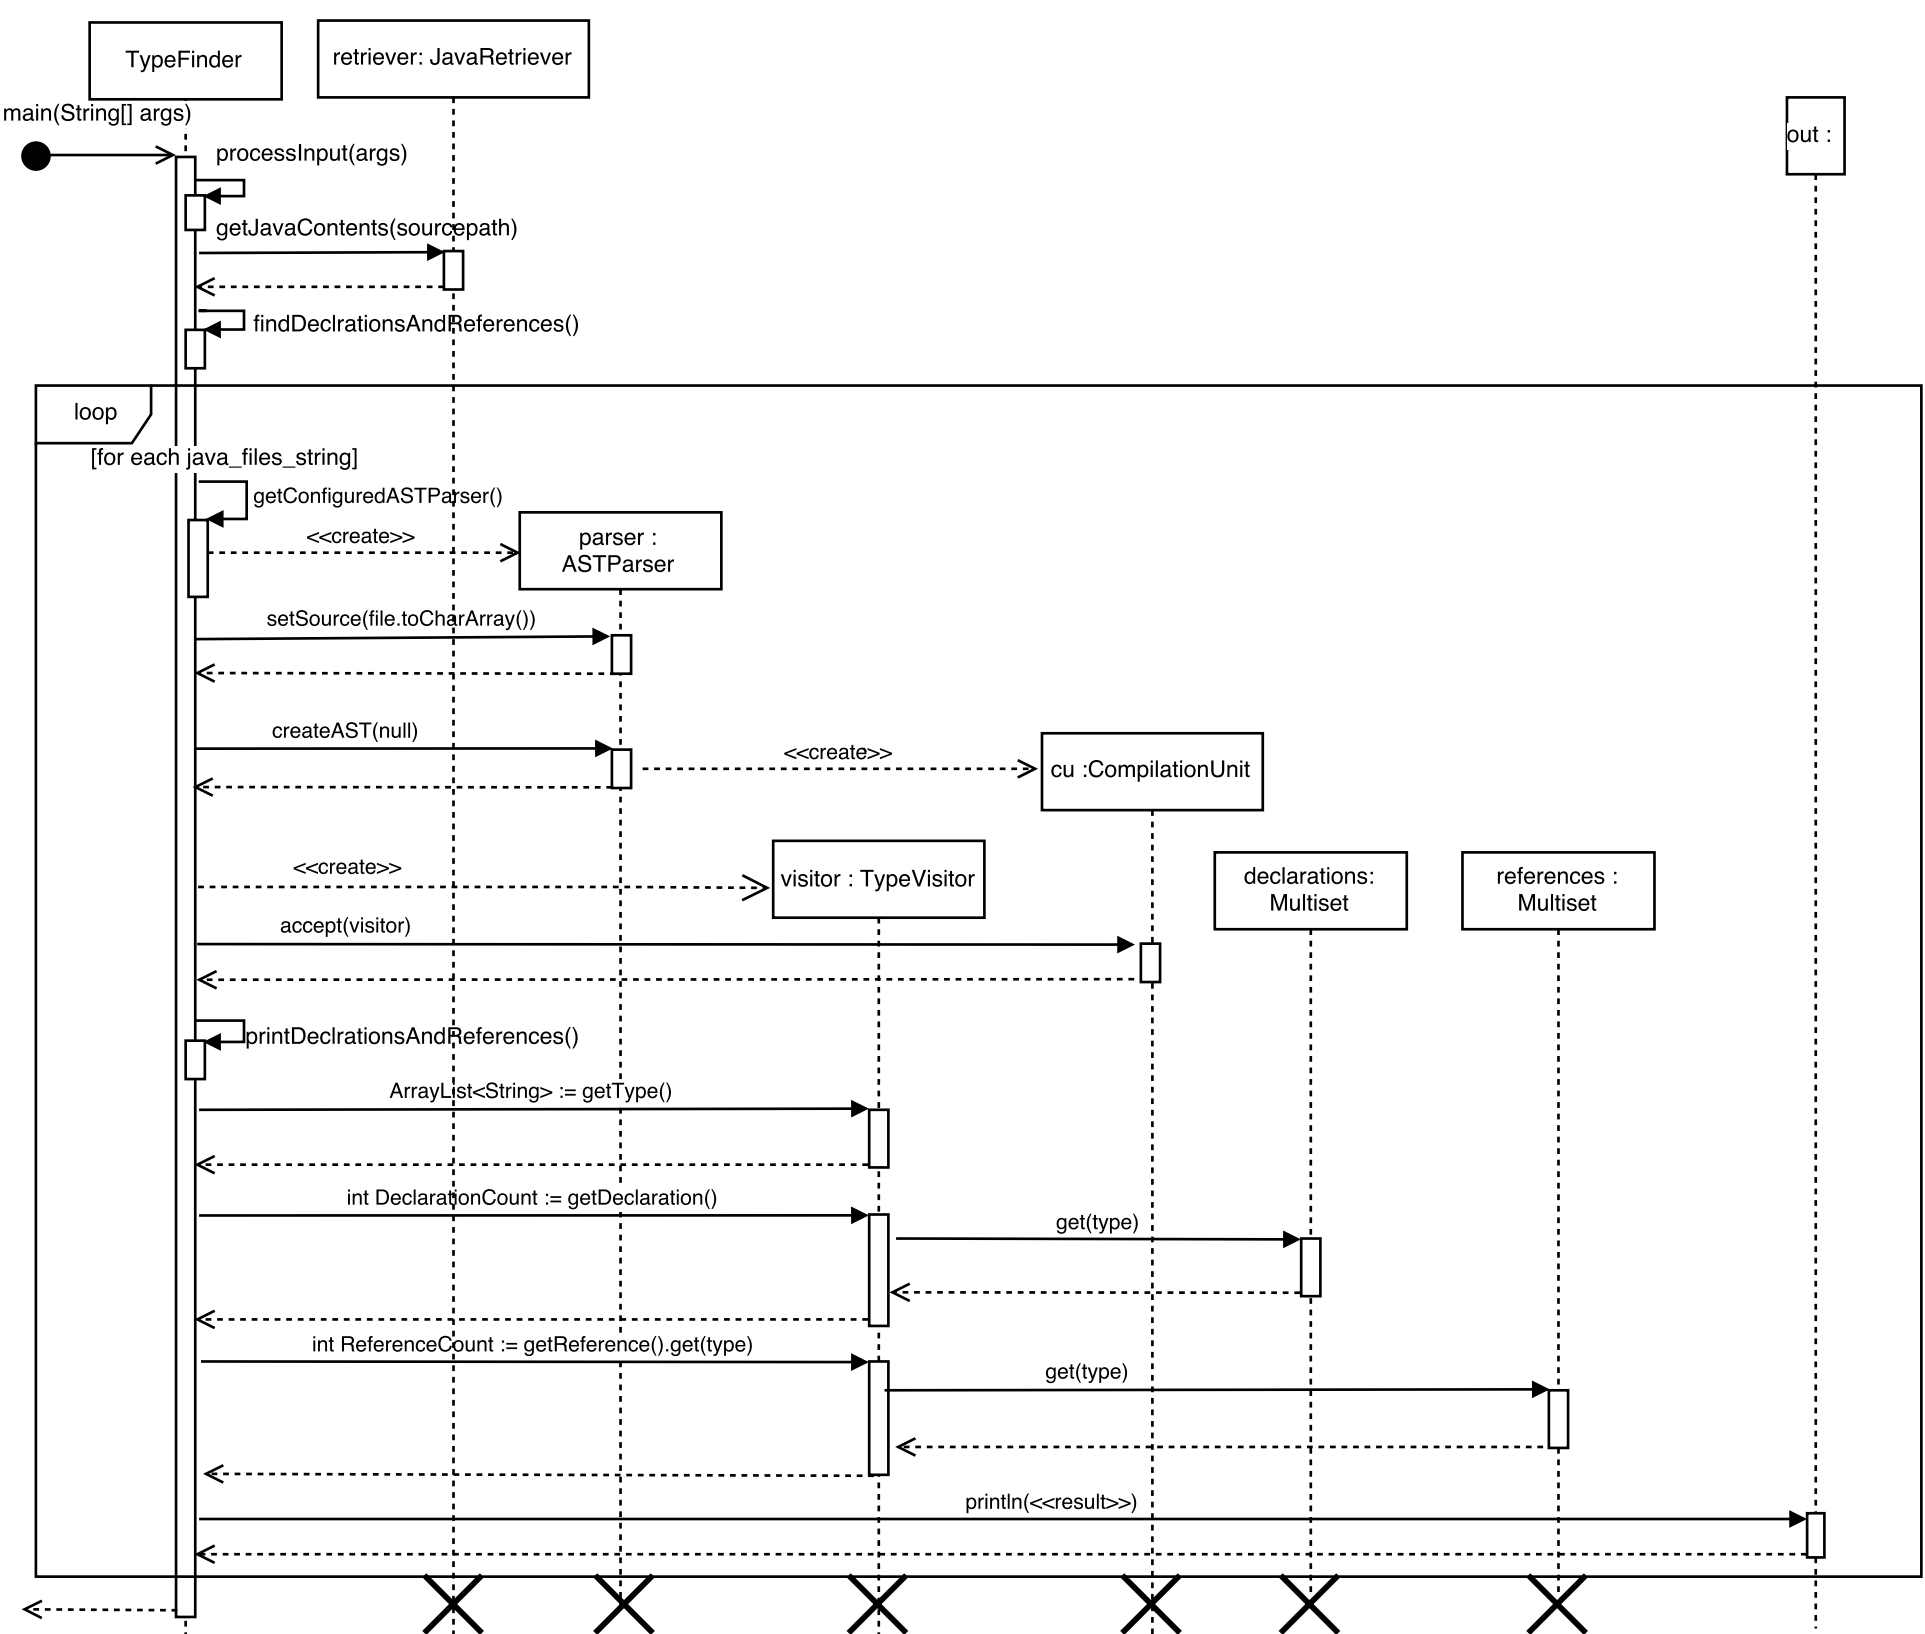 TypeFinder
retriever: JavaRetriever
main(String[] args)
out :
processInput(args)
getJavaContents(sourcepath)
findDeclrationsAndReferences()
loop
[for each java_files_string]
getConfiguredASTParser()
<<create>>
parser :
ASTParser
setSource(file.toCharArray())
createAST(null)
<<create>>
cu :CompilationUnit
<<create>>
visitor : TypeVisitor
declarations:
Multiset
references :
Multiset
accept(visitor)
printDeclrationsAndReferences()
ArrayList<String> := getType()
int DeclarationCount := getDeclaration()
get(type)
int ReferenceCount := getReference().get(type)
get(type)
println(<<result>>)